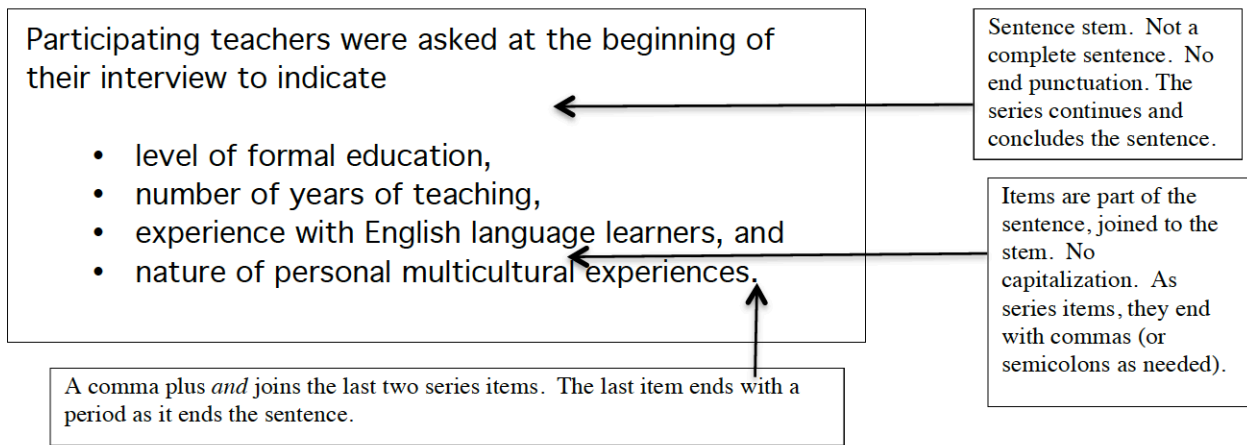 Participating teachers were asked at the beginning of
their interview to indicate
• level of formal education,
• number of years of teaching,
• experience with English language learners, and
• nature of personal multicultural experiences.
Sentence stem.  Not a
complete sentence.  No
end punctuation. The
series continues and
concludes the sentence.
Items are part of the
sentence, joined to the
stem.  No
capitalization.  As
series items, they end
with commas (or
semicolons as needed).
A comma plus and joins the last two series items.  The last item ends with a
period as it ends the sentence.